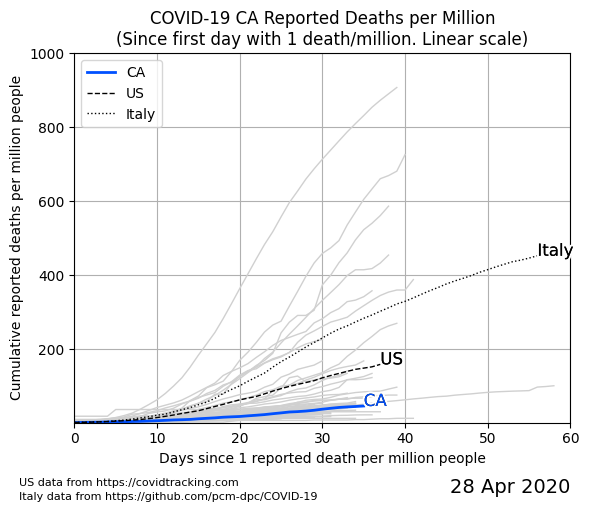 COVID-19 CA Reported Deaths per Million
(Since first day with 1 death/million. Linear scale)
Cumulative reported deaths per million people
1000
800
600
400
200
CA
US
Italy
Italy
US
CA
0
10
20
30
40
50
60
Days since 1 reported death per million people
US data from https://covidtracking.com
Italy data from https://github.com/pcm-dpc/COVID-19
28 Apr 2020